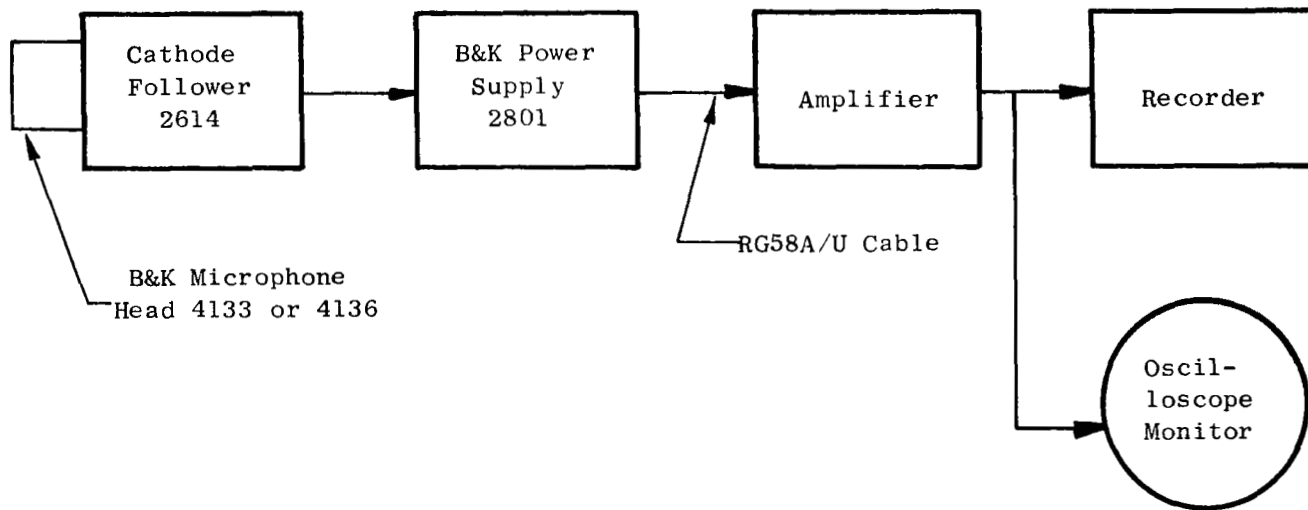 Cathode
Follower
2614
B&K Power
Supply
2801
Amplifier
Recorder
RG58A/U Cable
B&K Microphone
Head 4133 or 4136
Oscil-
loscope
Monitor